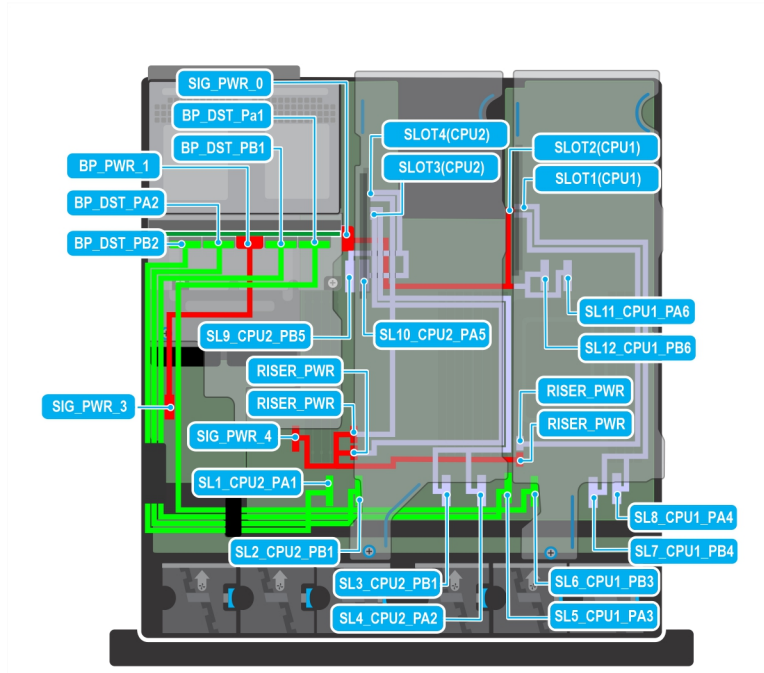 SIG_PWR_0
BP_DST_Pa1
SLOT4(CPU2)
SLOT2(CPU1)
BP_DST_PB1
BP_PWR_1
SLOT3(CPU2)
SLOT1(CPU1)
BP_DST_PA2
BP_DST_PB2
SL11_CPU1_PA6
SL9_CPU2_PB5
SL10_CPU2_PA5
SL12_CPU1_PB6
RISER_PWR
RISER_PWR
SIG_PWR_3
RISER_PWR
RISER_PWR
SIG_PWR_4
SL1_CPU2_PA1
SL8_CPU1_PA4
SL2_CPU2_PB1
SL7_CPU1_PB4
SL3_CPU2_PB1
SL6_CPU1_PB3
SL4_CPU2_PA2
SL5_CPU1_PA3